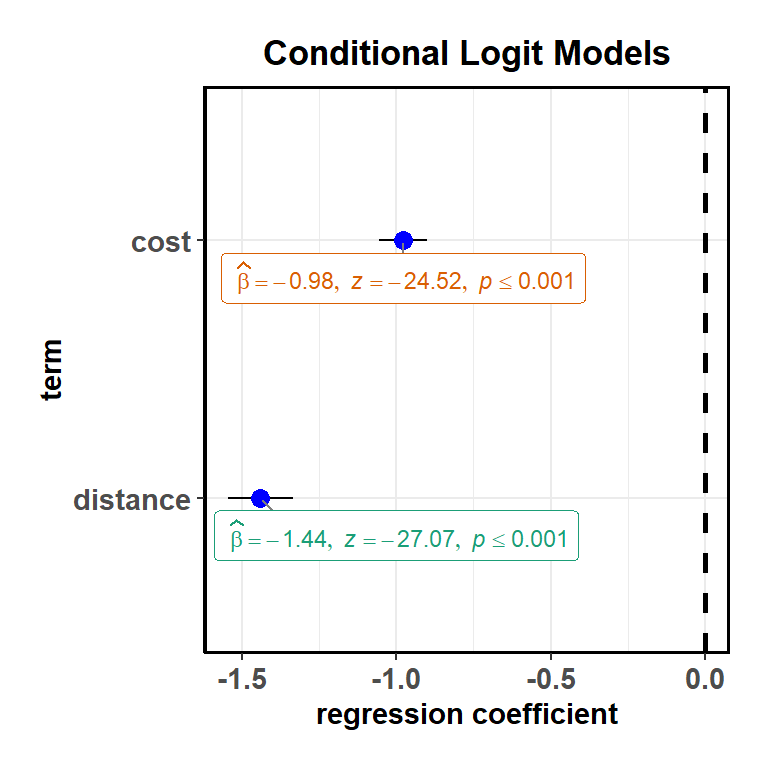 Conditional Logit Models
cost
β̂ = −0.98, z = −24.52, p ≤ 0.001
term
distance
β̂ = −1.44, z = −27.07, p ≤ 0.001
-1.5 -1.0 -0.5 0.0
regression coefficient